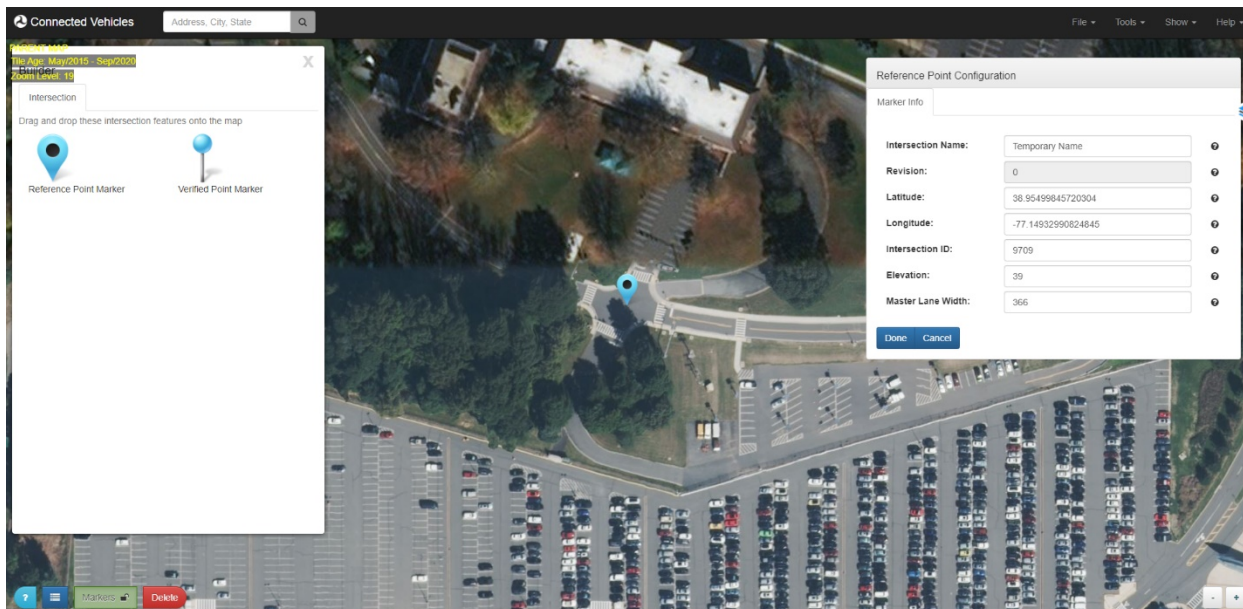 Connected Vehicles
Address, City, State
File
Tools
Show
Help
PARENT MAP
Tile Age: May/2015 - Sep/2020
Zoom Level: 19
Builder
X
Intersection
Drag and drop these intersection features onto the map
Reference Point Marker
Verified Point Marker
Reference Point Configuration
Marker Info
Intersection Name:
Temporary Name
?
Revision:
0
?
Latitude:
38.95499845720304
?
Longitude:
-77.14932990824845
?
Intersection ID:
9709
?
Elevation:
39
?
Master Lane Width:
366
?
Done
Cancel
?
Markers
Delete
-
+